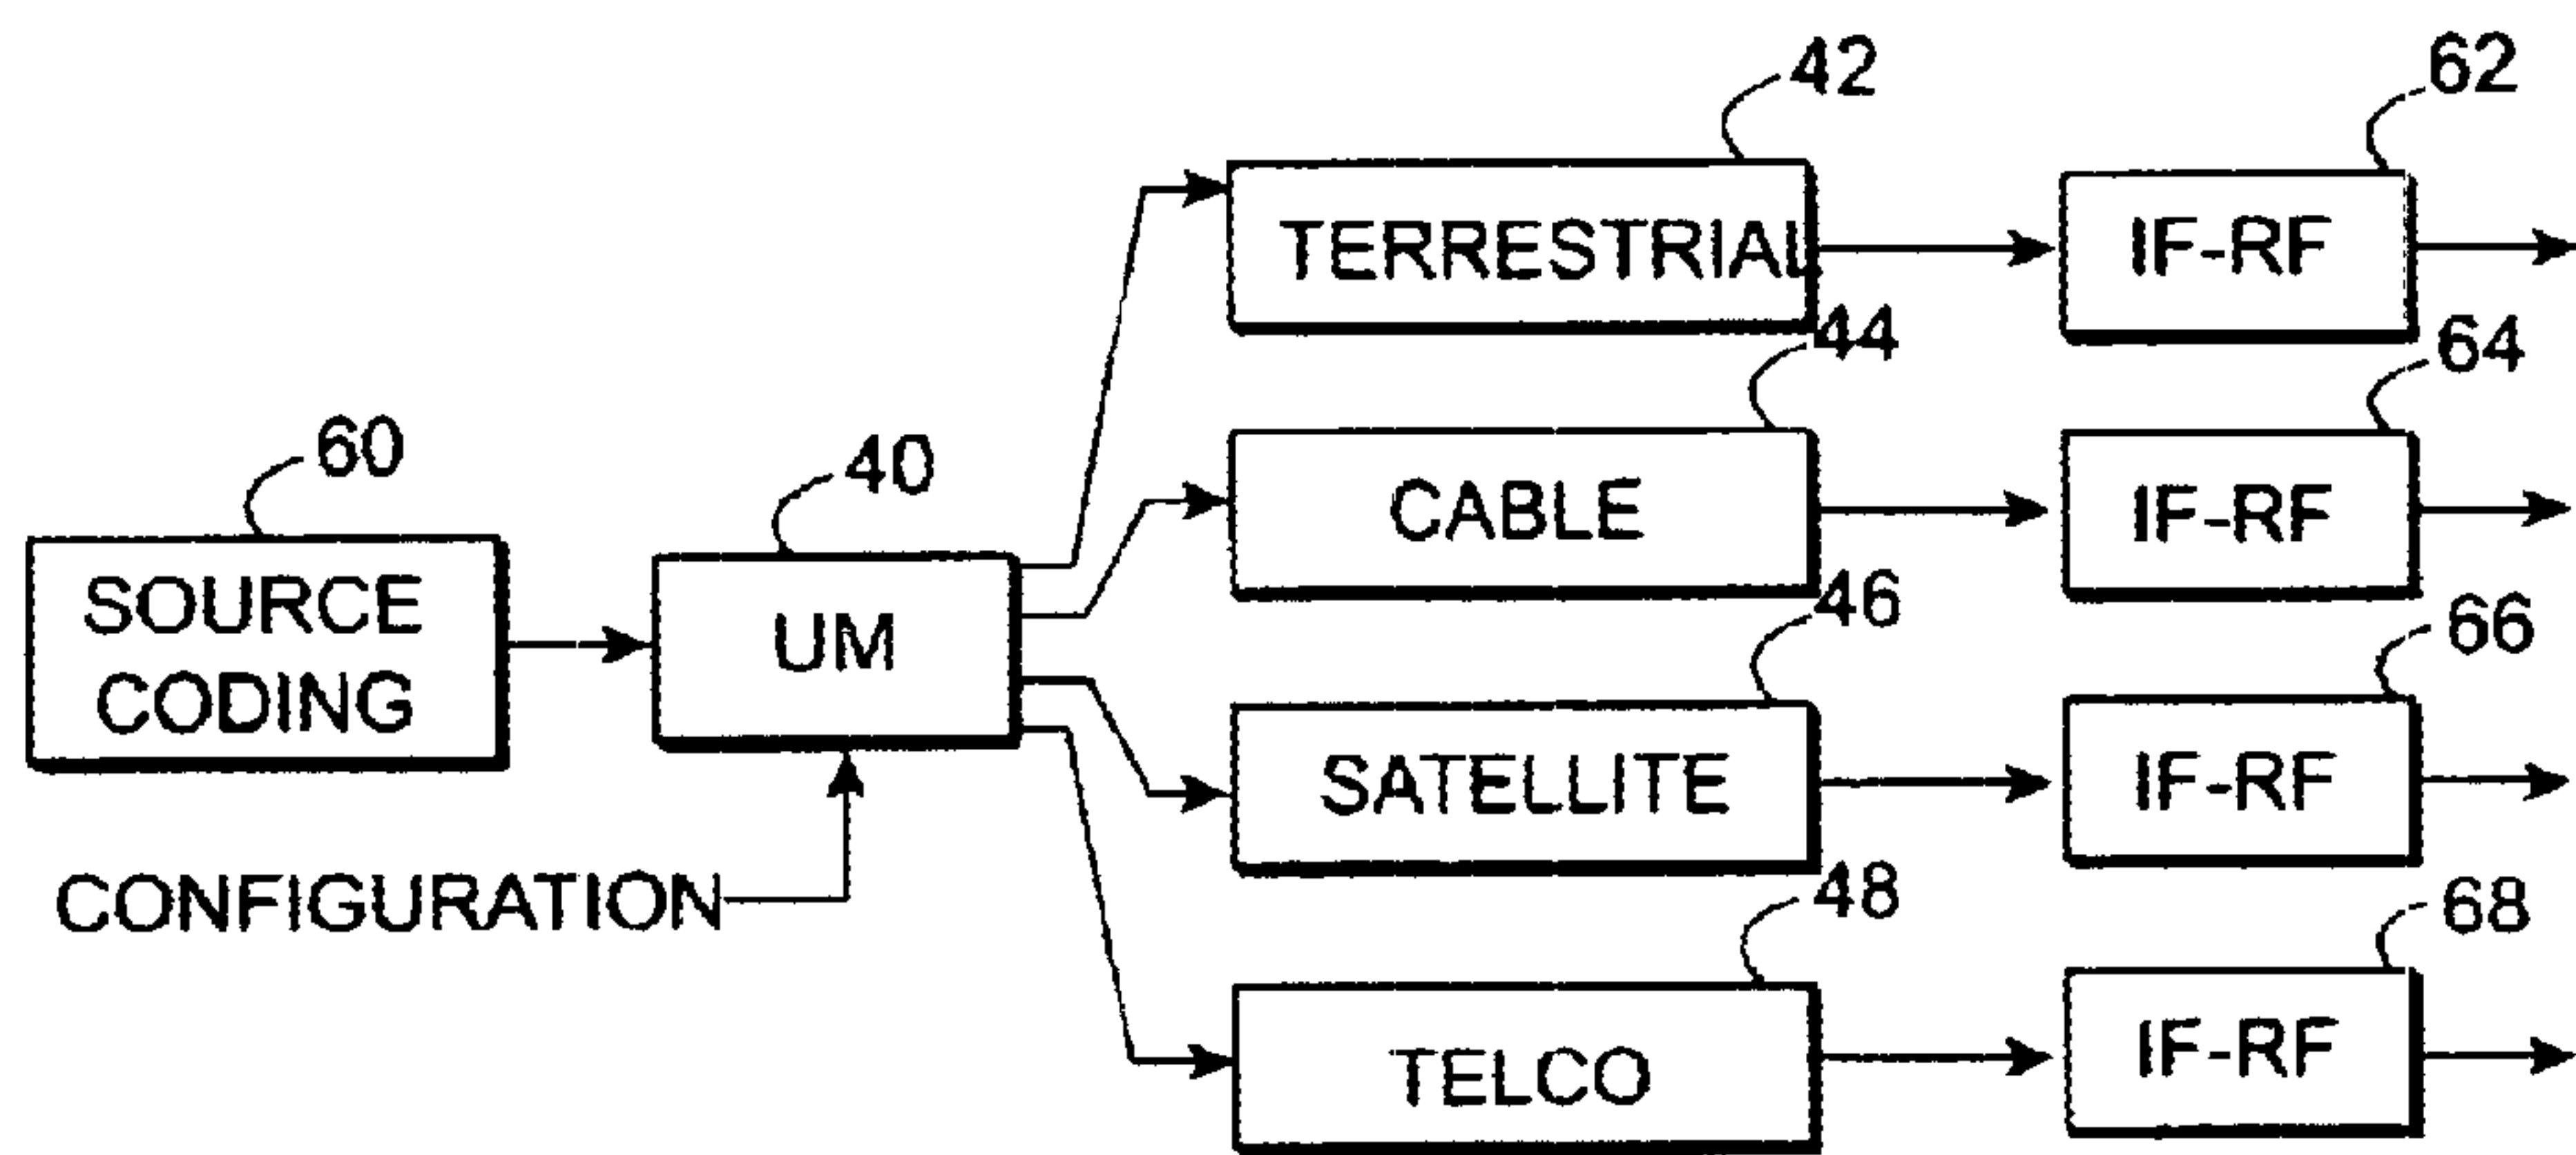 42
62
TERRESTRIAL
IF-RF
44
64
60
40
CABLE
IF-RF
SOURCE
CODING
UM
46
66
SATELLITE
IF-RF
CONFIGURATION
48
68
TELCO
IF-RF